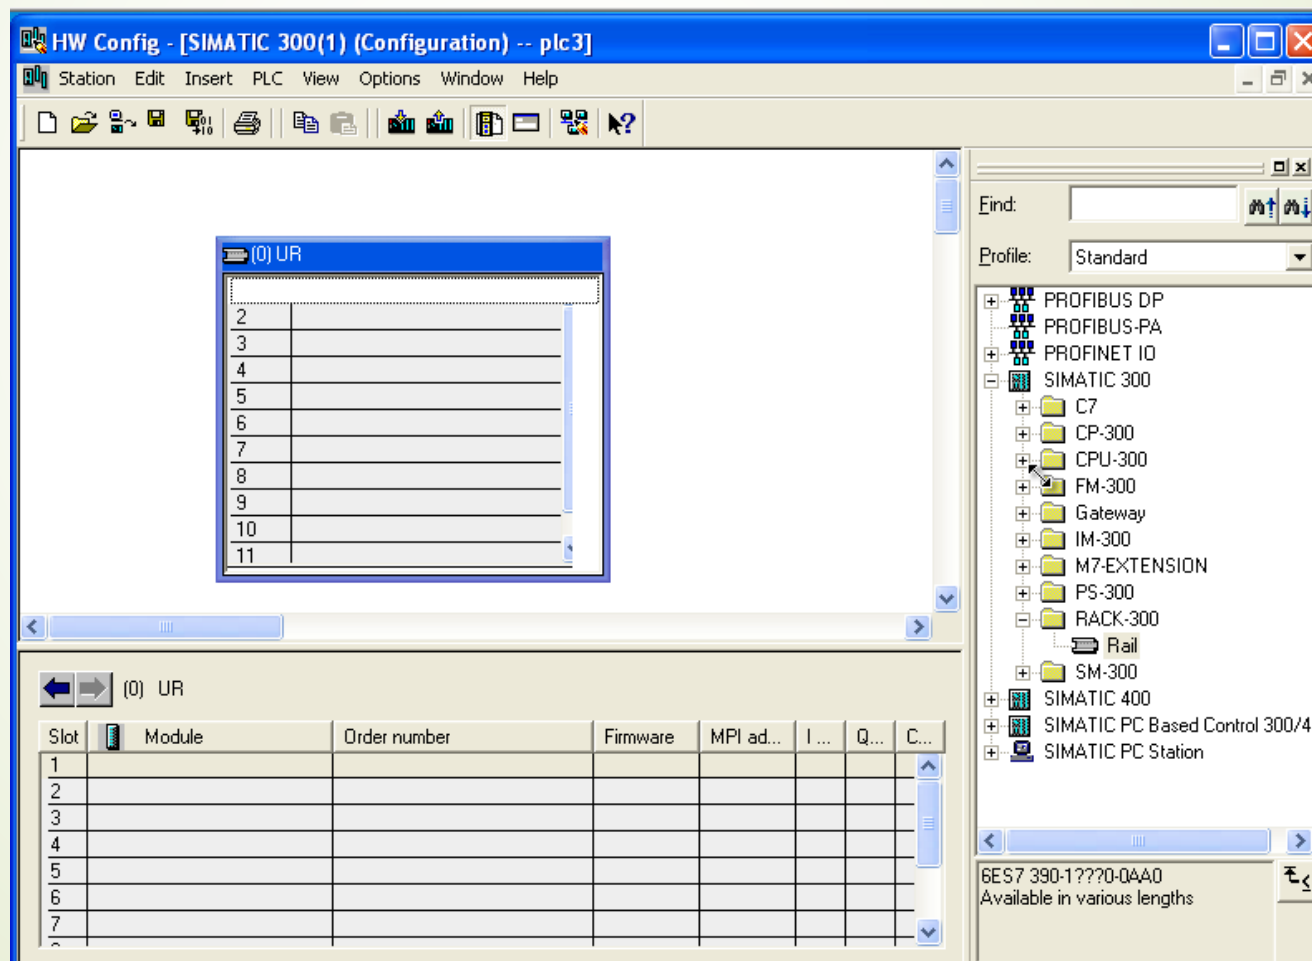 HW Config - [SIMATIC 300(1) (Configuration) -- plc3]
Station Edit Insert PLC View Options Window Help
(0) UR
2
3
4
5
6
7
8
9
10
11
Find:
Profile: Standard
PROFIBUS DP
PROFIBUS-PA
PROFINET IO
SIMATIC 300
C7
CP-300
CPU-300
FM-300
Gateway
IM-300
M7-EXTENSION
PS-300
RACK-300
Rail
SM-300
SIMATIC 400
SIMATIC PC Based Control 300/4
SIMATIC PC Station
6ES7 390-1???0-0AA0
Available in various lengths
(0) UR
Slot Module Order number Firmware MPI ad... I ... Q... C...
1
2
3
4
5
6
7